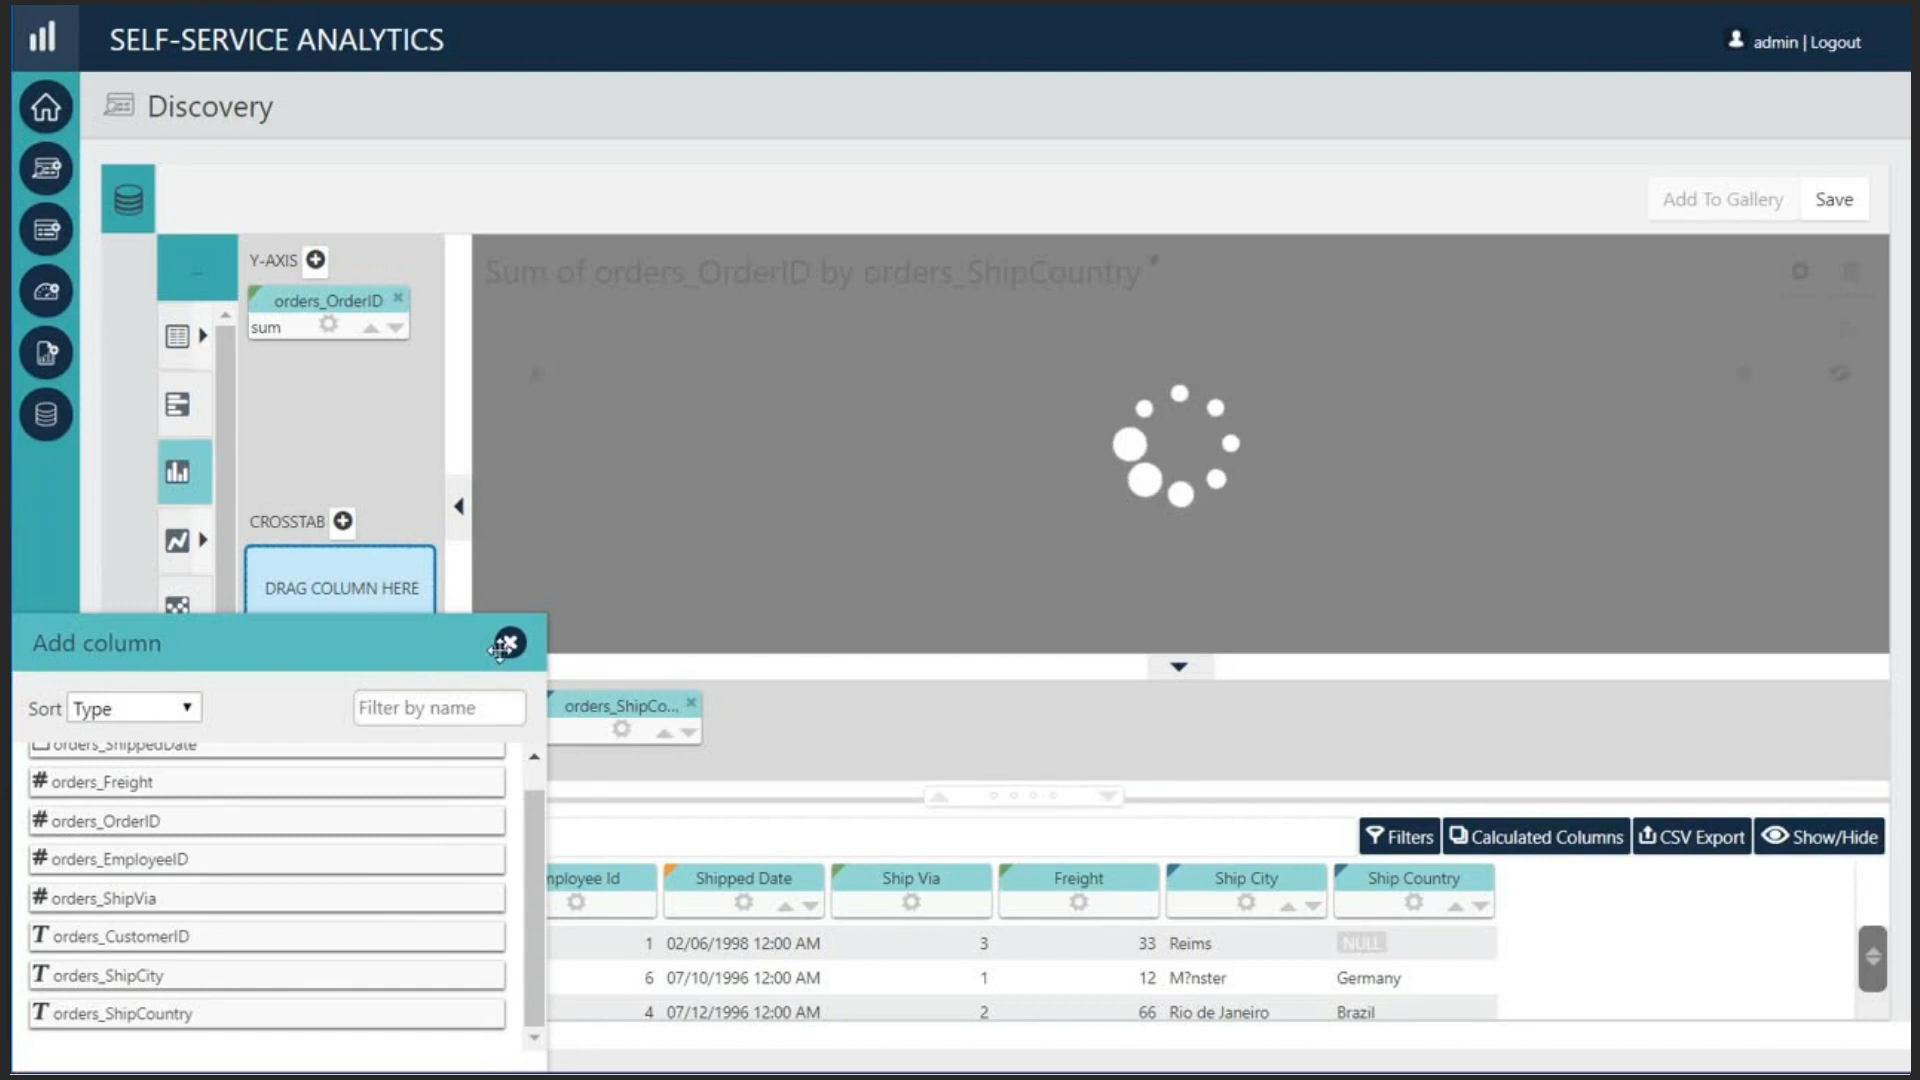 SELF-SERVICE ANALYTICS
admin | Logout
Discovery
Add To Gallery
Save
Y-AXIS
orders_OrderID
sum
Sum of orders_OrderID by orders_ShipCountry *
CROSSTAB
DRAG COLUMN HERE
Add column
Sort Type
Filter by name
orders_ShippedDate
# orders_Freight
# orders_OrderID
# orders_EmployeeID
# orders_ShipVia
T orders_CustomerID
T orders_ShipCity
T orders_ShipCountry
orders_ShipCo...
Filters
Calculated Columns
CSV Export
Show/Hide
mployee Id Shipped Date Ship Via Freight Ship City Ship Country
1 02/06/1998 12:00 AM 3 33 Reims NULL
6 07/10/1996 12:00 AM 1 12 M?nster Germany
4 07/12/1996 12:00 AM 2 66 Rio de Janeiro Brazil